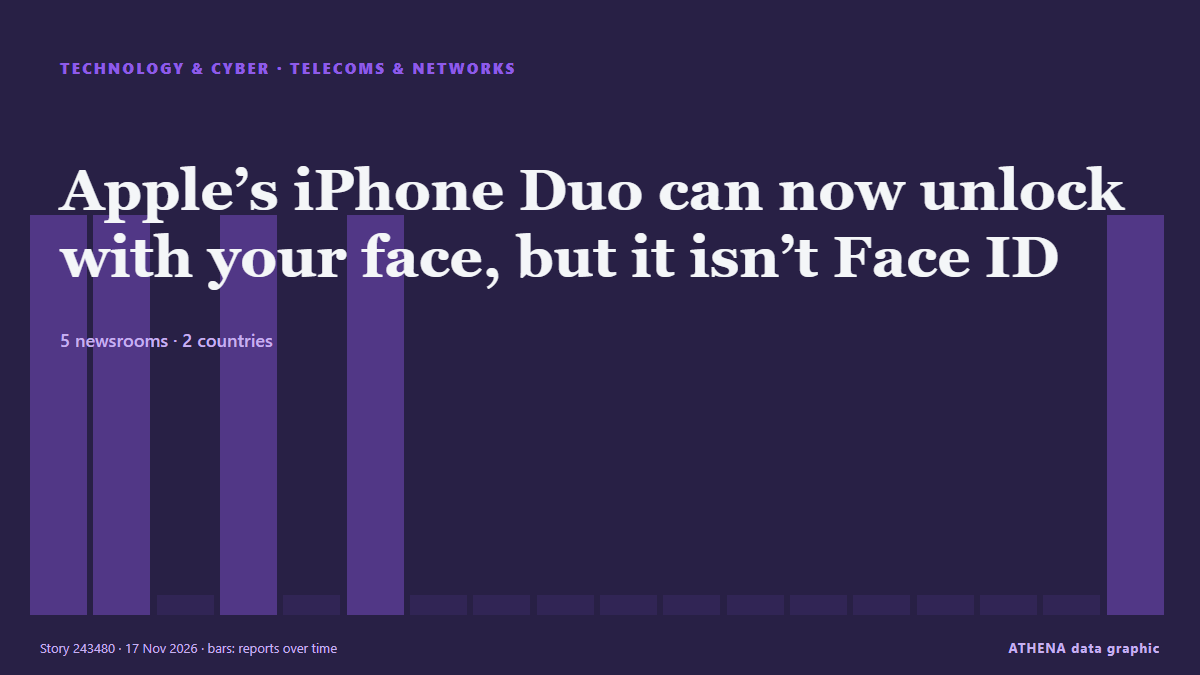 TECHNOLOGY & CYBER · TELECOMS & NETWORKS
Apple’s iPhone Duo can now unlock
with your face, but it isn’t Face ID
5 newsrooms · 2 countries
Story 243480 · 17 Nov 2026 · bars: reports over time
ATHENA data graphic